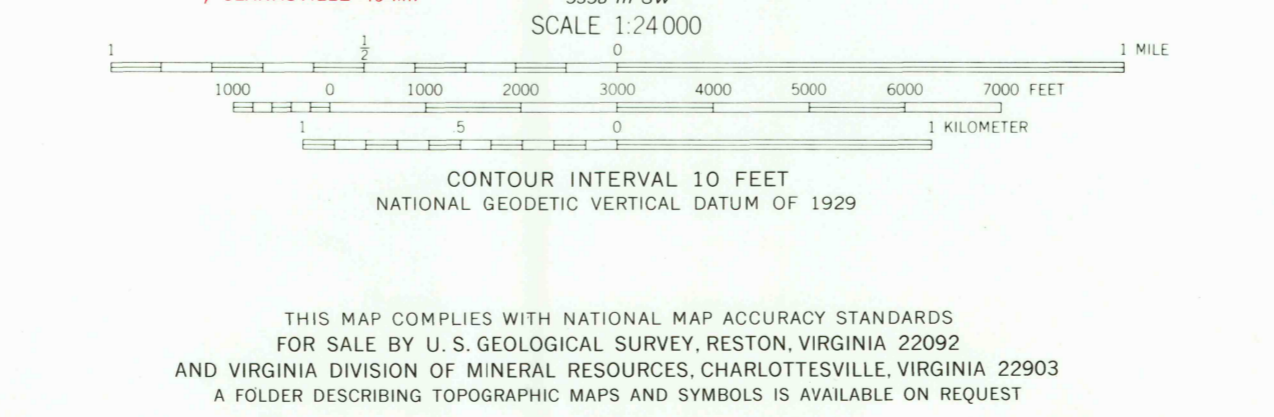 SCALE 1:24 000
1 ½ 0 1 MILE
1000 0 1000 2000 3000 4000 5000 6000 7000 FEET
1 .5 0 1 KILOMETER
CONTOUR INTERVAL 10 FEET
NATIONAL GEODETIC VERTICAL DATUM OF 1929
THIS MAP COMPLIES WITH NATIONAL MAP ACCURACY STANDARDS
FOR SALE BY U. S. GEOLOGICAL SURVEY, RESTON, VIRGINIA 22092
AND VIRGINIA DIVISION OF MINERAL RESOURCES, CHARLOTTESVILLE, VIRGINIA 22903
A FOLDER DESCRIBING TOPOGRAPHIC MAPS AND SYMBOLS IS AVAILABLE ON REQUEST